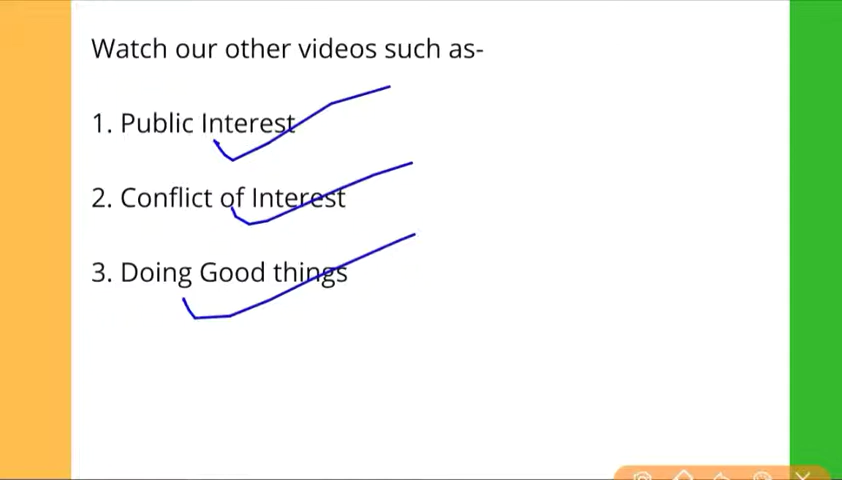 Watch our other videos such as-
1. Public Interest
2. Conflict of Interest
3. Doing Good things